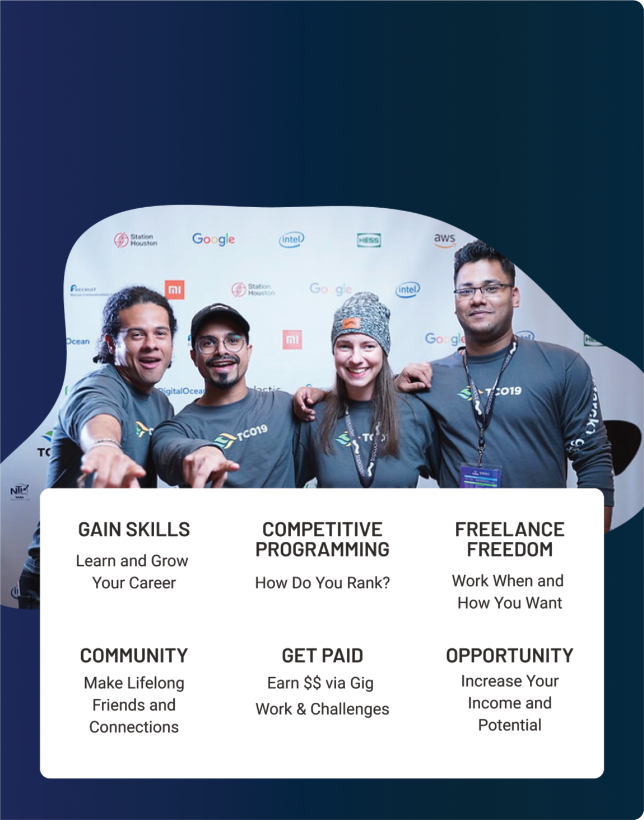 Station
Houston
Google
intel
HESS
aws
Recruit
mi
Station
Houston
Google
intel
Ocean
mi
Google
DigitalOcean
TCO19
TCO19
TCO19
GAIN SKILLS
Learn and Grow
Your Career
COMPETITIVE
PROGRAMMING
How Do You Rank?
FREELANCE
FREEDOM
Work When and
How You Want
COMMUNITY
Make Lifelong
Friends and
Connections
GET PAID
Earn $$ via Gig
Work & Challenges
OPPORTUNITY
Increase Your
Income and
Potential